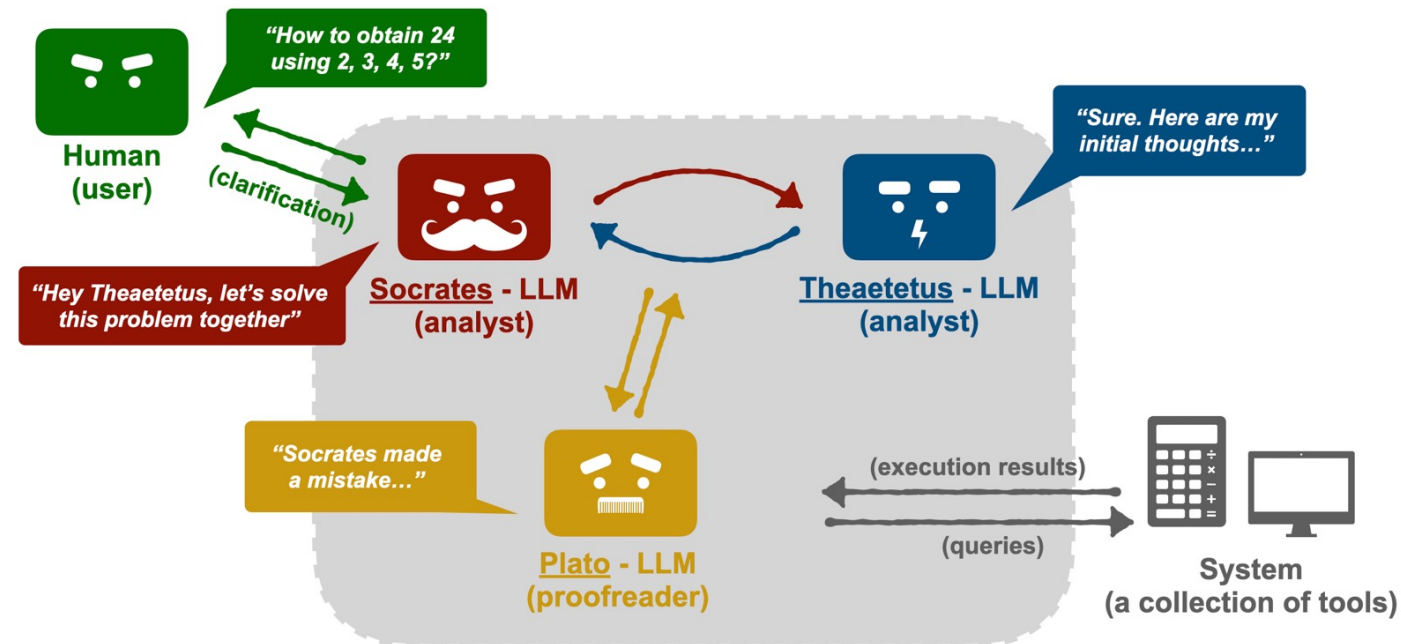 “How to obtain 24
using 2, 3, 4, 5?”
Human
(user)
(clarification)
“Sure. Here are my
initial thoughts…”
“Hey Theaetetus, let’s solve
this problem together”
Socrates - LLM
(analyst)
Theaetetus - LLM
(analyst)
“Socrates made
a mistake…”
Plato - LLM
(proofreader)
(execution results)
(queries)
÷
×
−
+
=
System
(a collection of tools)